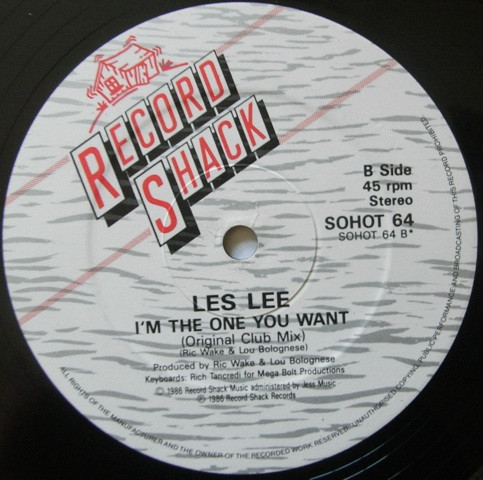 RECORD
SHACK
B Side
45 rpm
Stereo
SOHOT 64
SOHOT 64 B*
LES LEE
I'M THE ONE YOU WANT
(Original Club Mix)
(Ric Wake & Lou Bolognese)
Produced by Ric Wake & Lou Bolognese
Keyboards: Rich Tancredi for Mega Bolt Productions
© 1986 Record Shack Music administered by Jess Music
℗ 1986 Record Shack Records
ALL RIGHTS OF THE MANUFACTURER AND THE OWNER OF THE RECORDED WORK RESERVED. UNAUTHORISED COPYING PUBLIC PERFORMANCE AND BROADCASTING OF THIS RECORD PROHIBITED.